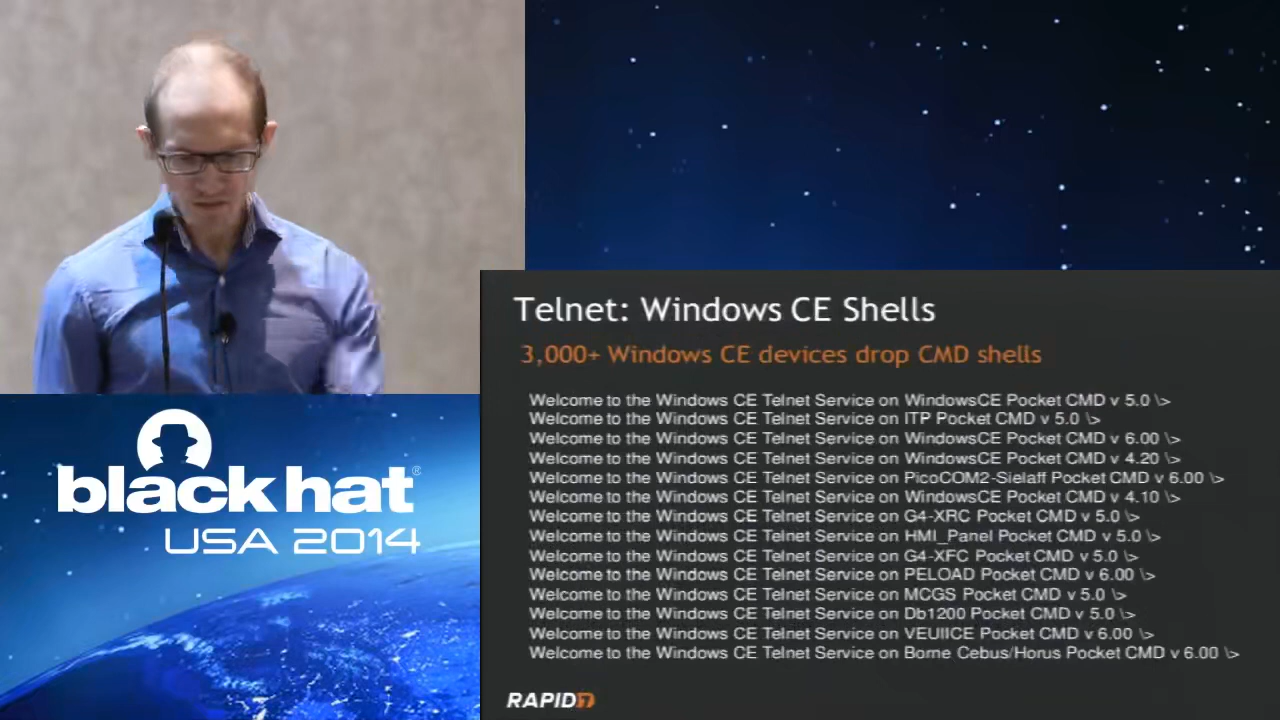 Telnet: Windows CE Shells
3,000+ Windows CE devices drop CMD shells
Welcome to the Windows CE Telnet Service on WindowsCE Pocket CMD v 5.0 \>
Welcome to the Windows CE Telnet Service on ITP Pocket CMD v 5.0 \>
Welcome to the Windows CE Telnet Service on WindowsCE Pocket CMD v 6.00 \>
Welcome to the Windows CE Telnet Service on WindowsCE Pocket CMD v 4.20 \>
Welcome to the Windows CE Telnet Service on PicoCOM2-Sielaff Pocket CMD v 6.00 \>
Welcome to the Windows CE Telnet Service on WindowsCE Pocket CMD v 4.10 \>
Welcome to the Windows CE Telnet Service on G4-XRC Pocket CMD v 5.0 \>
Welcome to the Windows CE Telnet Service on HMI_Panel Pocket CMD v 5.0 \>
Welcome to the Windows CE Telnet Service on G4-XFC Pocket CMD v 5.0 \>
Welcome to the Windows CE Telnet Service on PELOAD Pocket CMD v 6.00 \>
Welcome to the Windows CE Telnet Service on MCGS Pocket CMD v 5.0 \>
Welcome to the Windows CE Telnet Service on Db1200 Pocket CMD v 5.0 \>
Welcome to the Windows CE Telnet Service on VEUIICE Pocket CMD v 6.00 \>
Welcome to the Windows CE Telnet Service on Borne Cebus/Horus Pocket CMD v 6.00 \>
RAPID7
black hat®
USA 2014